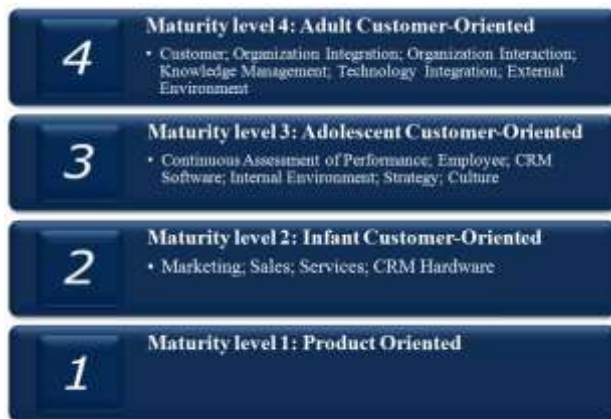 4
Maturity level 4: Adult Customer-Oriented
• Customer; Organization Integration; Organization Interaction;
Knowledge Management; Technology Integration; External
Environment
3
Maturity level 3: Adolescent Customer-Oriented
• Continuous Assessment of Performance; Employee; CRM
Software; Internal Environment; Strategy; Culture
2
Maturity level 2: Infant Customer-Oriented
• Marketing; Sales; Services; CRM Hardware
1
Maturity level 1: Product Oriented